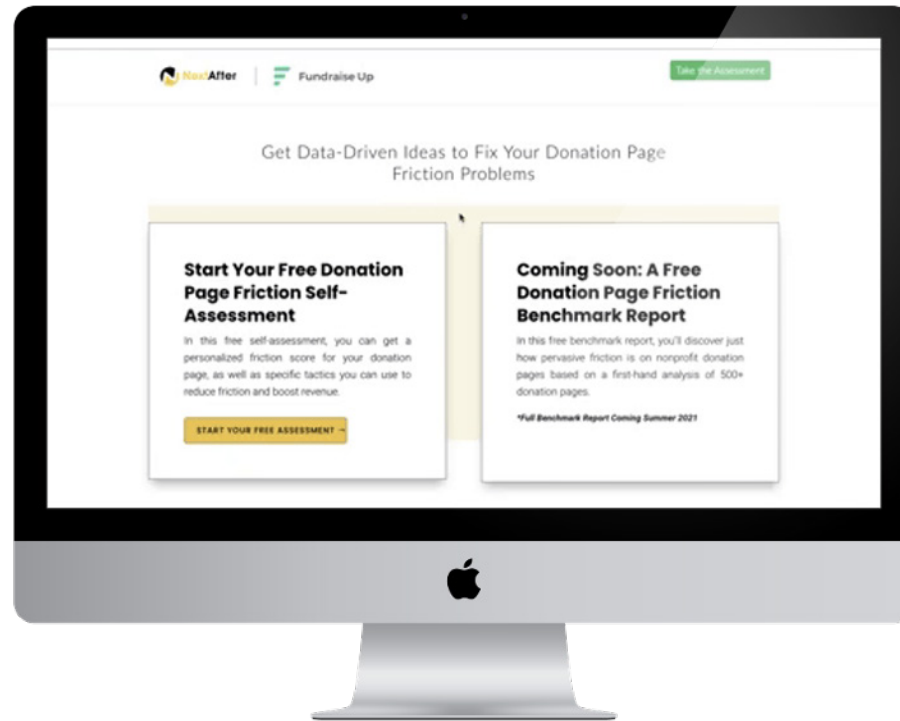 NextAfter
Fundraise Up
Take the Assessment
Get Data-Driven Ideas to Fix Your Donation Page
Friction Problems
Start Your Free Donation
Page Friction Self-
Assessment
In this free self-assessment, you can get a
personalized friction score for your donation
page, as well as specific tactics you can use to
reduce friction and boost revenue.
START YOUR FREE ASSESSMENT →
Coming Soon: A Free
Donation Page Friction
Benchmark Report
In this free benchmark report, you'll discover just
how pervasive friction is on nonprofit donation
pages based on a first-hand analysis of 500+
donation pages.
*Full Benchmark Report Coming Summer 2021